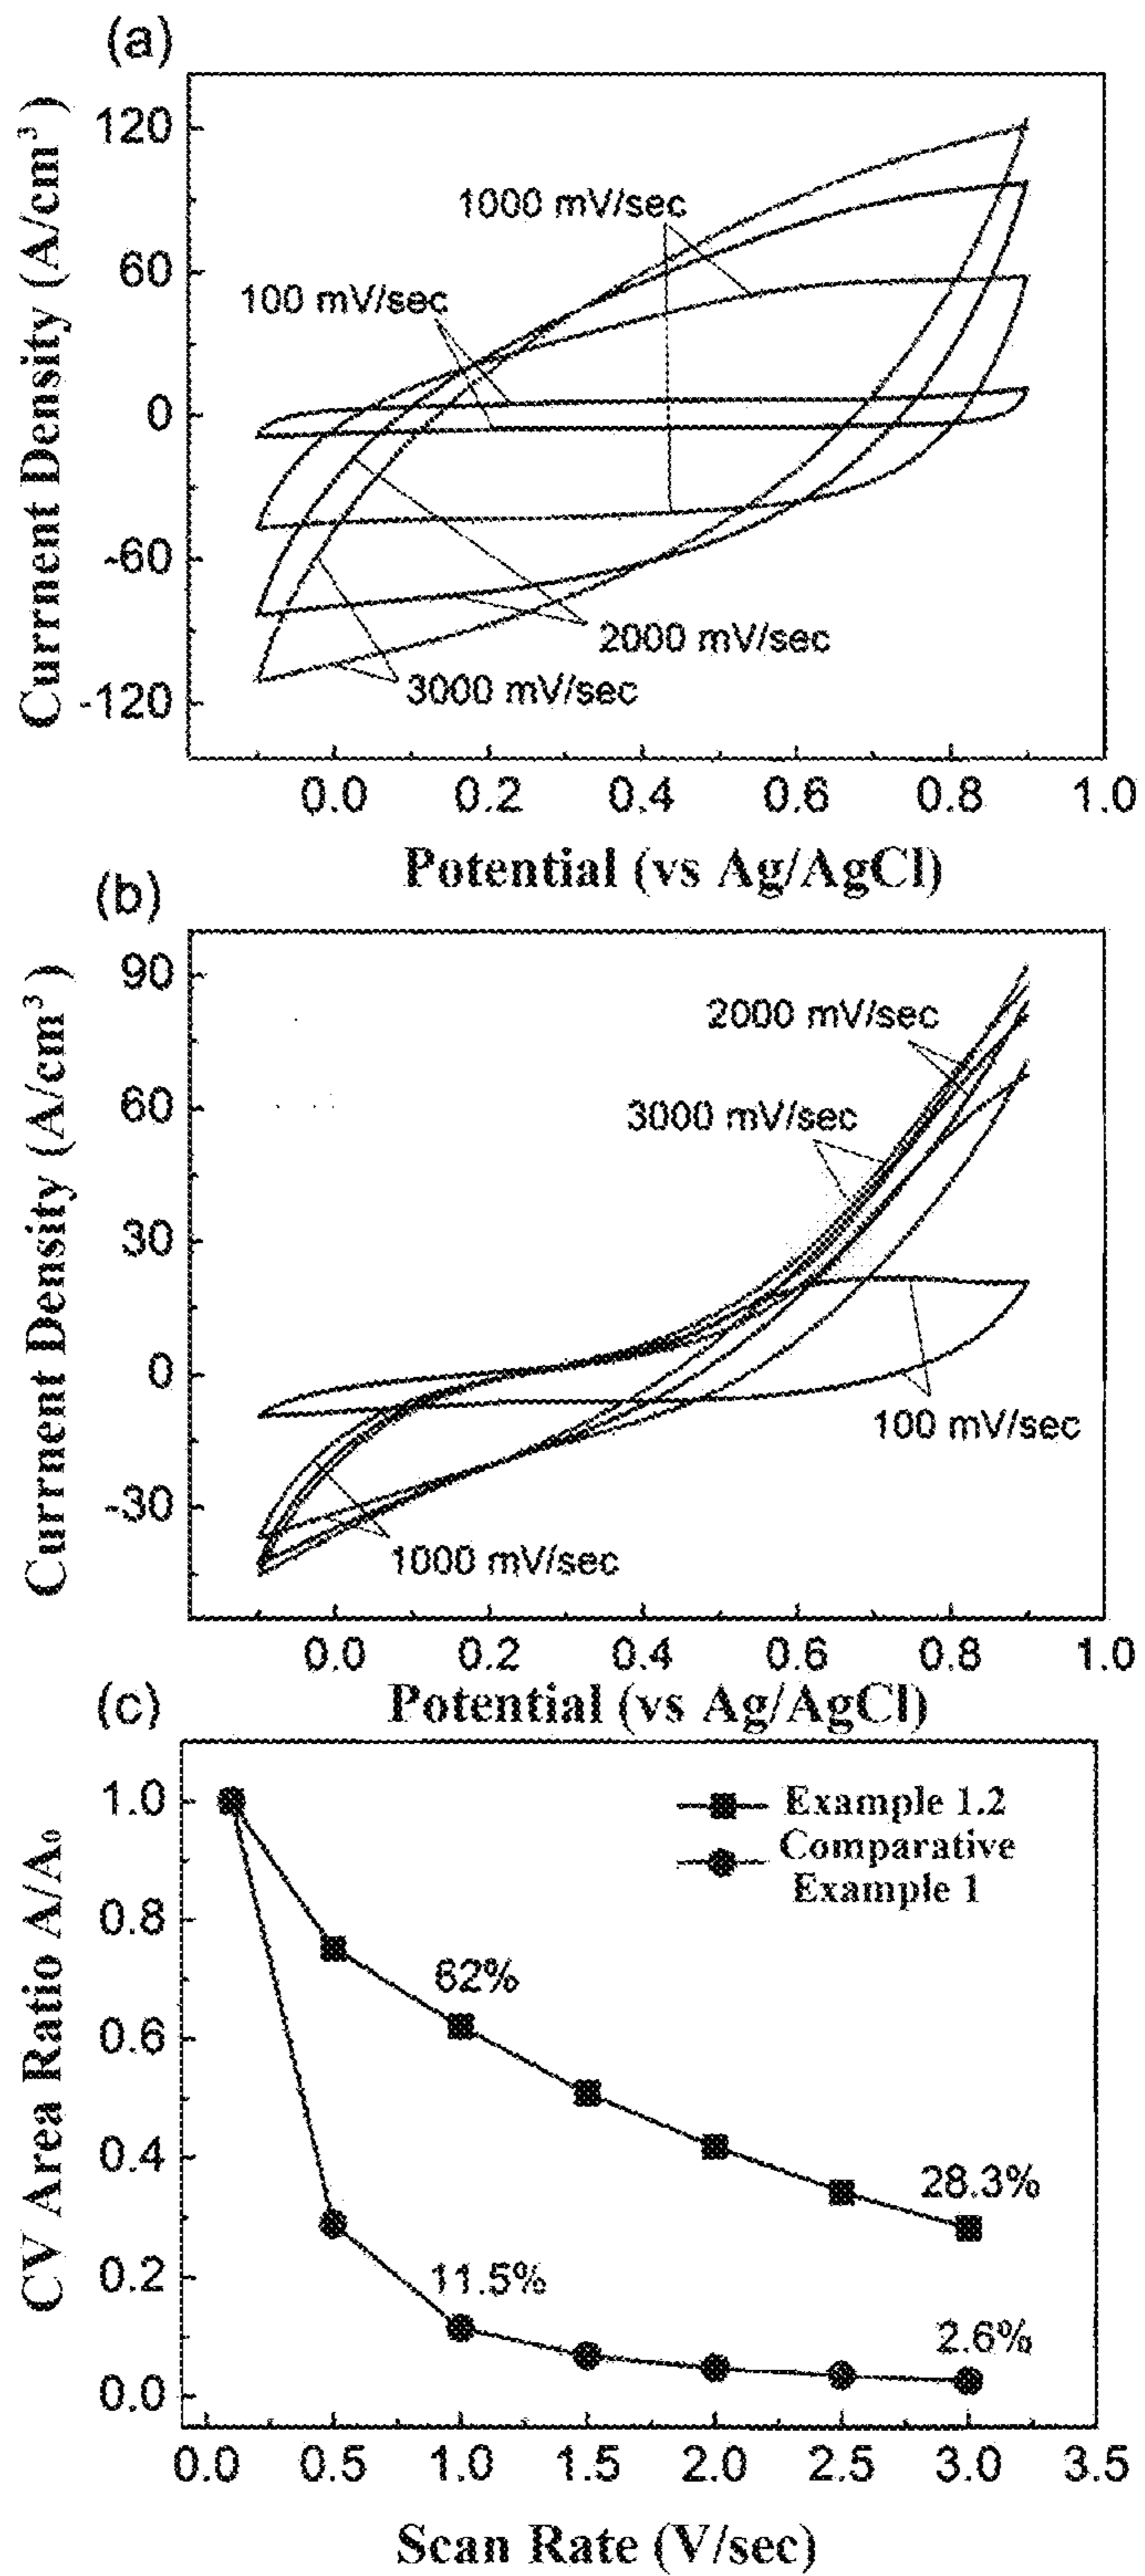 (a)
Currnent Density (A/cm³)
120
60
0
-60
-120
1000 mV/sec
100 mV/sec
2000 mV/sec
3000 mV/sec
0.0 0.2 0.4 0.6 0.8 1.0
Potential (vs Ag/AgCl)
(b)
Currnent Density (A/cm³)
90
60
30
0
-30
2000 mV/sec
3000 mV/sec
100 mV/sec
1000 mV/sec
0.0 0.2 0.4 0.6 0.8 1.0
Potential (vs Ag/AgCl)
(c)
CV Area Ratio A/A₀
1.0
0.8
0.6
0.4
0.2
0.0
Example 1.2
Comparative
Example 1
62%
28.3%
11.5%
2.6%
0.0 0.5 1.0 1.5 2.0 2.5 3.0 3.5
Scan Rate (V/sec)